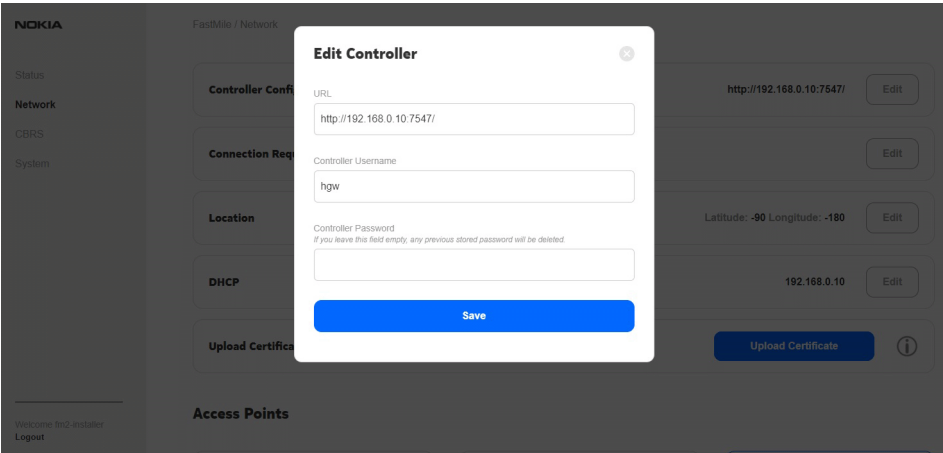 NOKIA
FastMile / Network
Status
Network
CBRS
System
Welcome fm2-installer
Logout
Controller Confi
http://192.168.0.10:7547/
Edit
Connection Requ
Edit
Location
Latitude: -90 Longitude: -180
Edit
DHCP
192.168.0.10
Edit
Upload Certifica
Upload Certificate
Access Points
Edit Controller
URL
http://192.168.0.10:7547/
Controller Username
hgw
Controller Password
If you leave this field empty, any previous stored password will be deleted.
Save